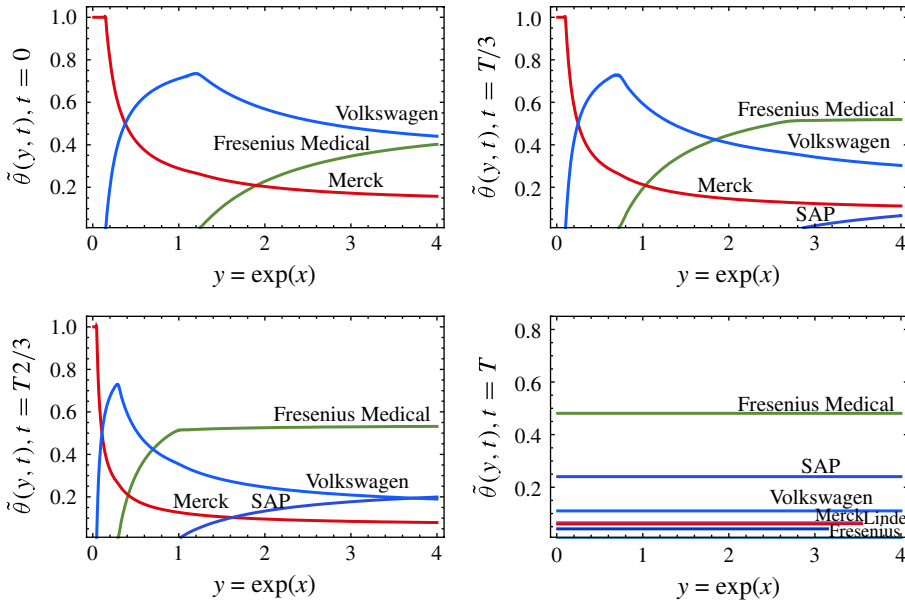 θ̃(y, t), t = 0
1.0
0.8
0.6
0.4
0.2
Volkswagen
Fresenius Medical
Merck
0 1 2 3 4
y = exp(x)
θ̃(y, t), t = T/3
1.0
0.8
0.6
0.4
0.2
Fresenius Medical
Volkswagen
Merck
SAP
0 1 2 3 4
y = exp(x)
θ̃(y, t), t = T2/3
1.0
0.8
0.6
0.4
0.2
Fresenius Medical
Volkswagen
Merck SAP
0 1 2 3 4
y = exp(x)
θ̃(y, t), t = T
0.8
0.6
0.4
0.2
Fresenius Medical
SAP
Volkswagen
Merck Linde
Fresenius
0 1 2 3 4
y = exp(x)